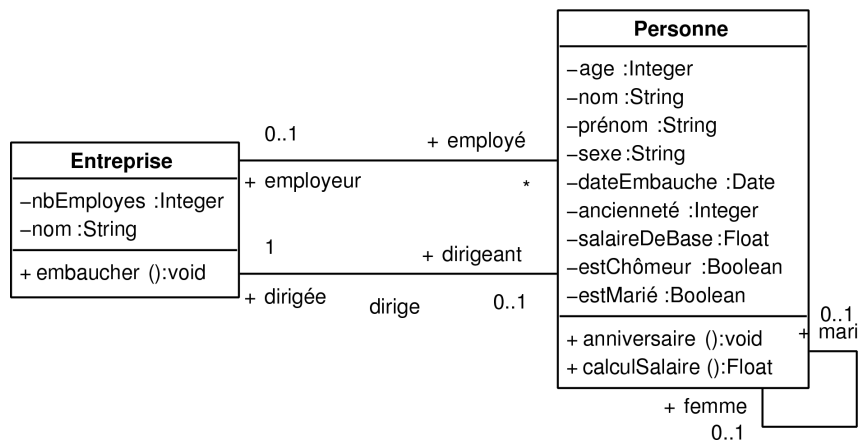 Personne
–age :Integer
–nom :String
–prénom :String
–sexe :String
–dateEmbauche :Date
–ancienneté :Integer
–salaireDeBase :Float
–estChômeur :Boolean
–estMarié :Boolean
+ anniversaire ():void
+ calculSalaire ():Float
Entreprise
–nbEmployes :Integer
–nom :String
+ embaucher ():void
0..1
+ employé
+ employeur
*
1
+ dirigeant
+ dirigée
dirige
0..1
0..1
+ mari
+ femme
0..1